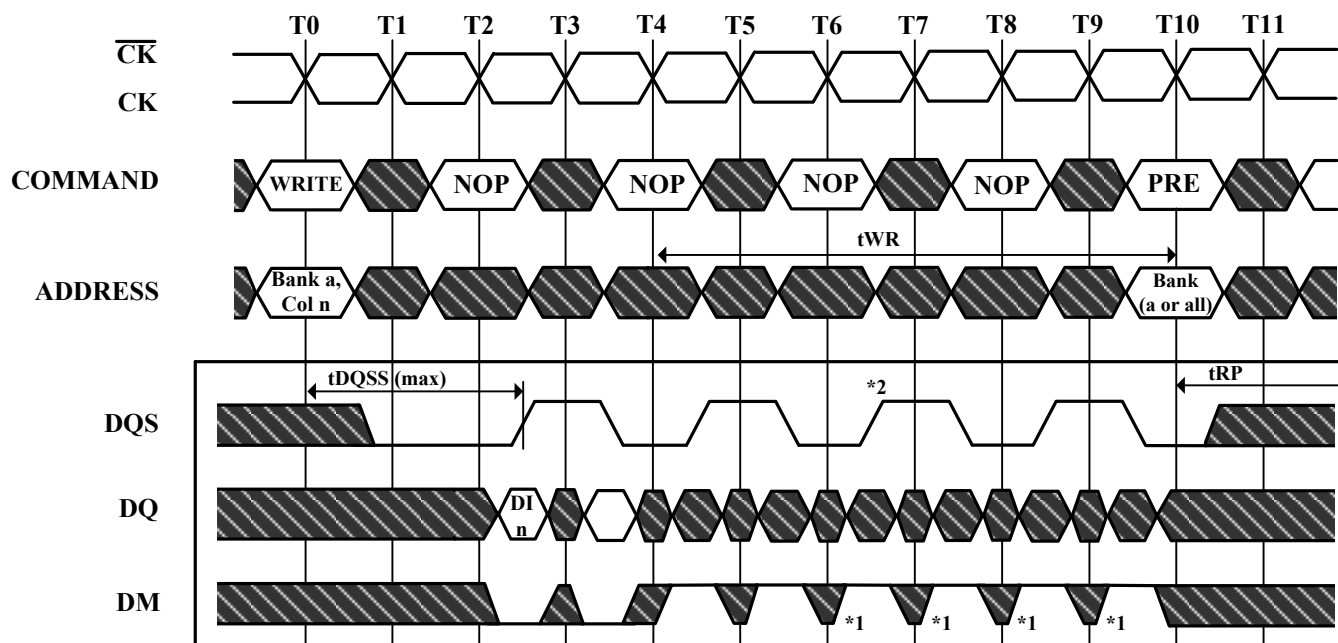 T0 T1 T2 T3 T4 T5 T6 T7 T8 T9 T10 T11
CK
CK
COMMAND WRITE NOP NOP NOP NOP PRE
tWR
ADDRESS Bank a, Col n Bank (a or all)
tDQSS (max) *2 tRP
DQS
DQ DI n
DM *1 *1 *1 *1